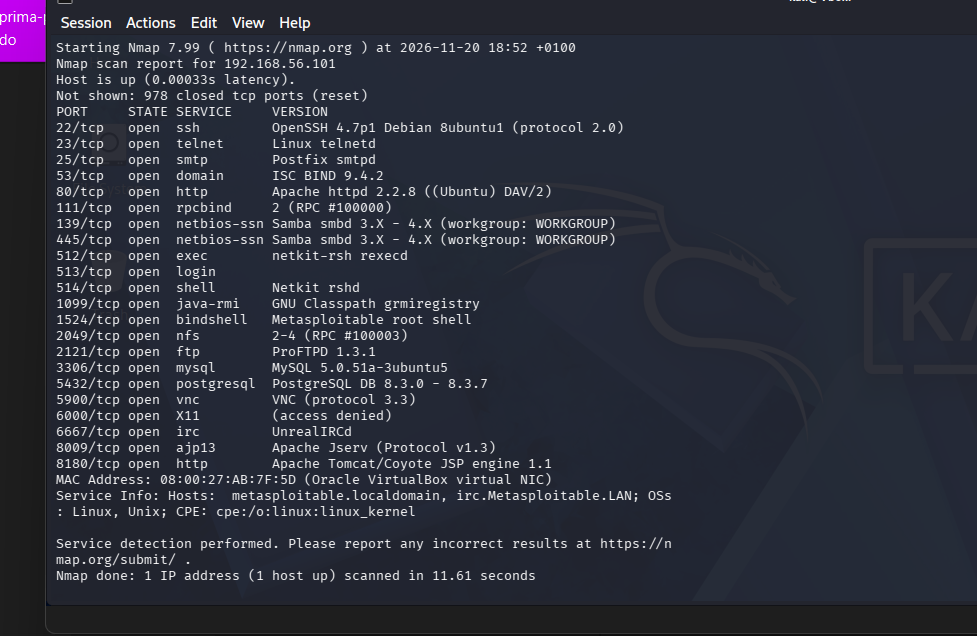 prima-p
do
Session Actions Edit View Help
Starting Nmap 7.99 ( https://nmap.org ) at 2026-11-20 18:52 +0100
Nmap scan report for 192.168.56.101
Host is up (0.00033s latency).
Not shown: 978 closed tcp ports (reset)
PORT     STATE SERVICE     VERSION
22/tcp   open  ssh         OpenSSH 4.7p1 Debian 8ubuntu1 (protocol 2.0)
23/tcp   open  telnet      Linux telnetd
25/tcp   open  smtp        Postfix smtpd
53/tcp   open  domain      ISC BIND 9.4.2
80/tcp   open  http        Apache httpd 2.2.8 ((Ubuntu) DAV/2)
111/tcp  open  rpcbind     2 (RPC #100000)
139/tcp  open  netbios-ssn Samba smbd 3.X - 4.X (workgroup: WORKGROUP)
445/tcp  open  netbios-ssn Samba smbd 3.X - 4.X (workgroup: WORKGROUP)
512/tcp  open  exec        netkit-rsh rexecd
513/tcp  open  login
514/tcp  open  shell       Netkit rshd
1099/tcp open  java-rmi    GNU Classpath grmiregistry
1524/tcp open  bindshell   Metasploitable root shell
2049/tcp open  nfs         2-4 (RPC #100003)
2121/tcp open  ftp         ProFTPD 1.3.1
3306/tcp open  mysql       MySQL 5.0.51a-3ubuntu5
5432/tcp open  postgresql  PostgreSQL DB 8.3.0 - 8.3.7
5900/tcp open  vnc         VNC (protocol 3.3)
6000/tcp open  X11         (access denied)
6667/tcp open  irc         UnrealIRCd
8009/tcp open  ajp13       Apache Jserv (Protocol v1.3)
8180/tcp open  http        Apache Tomcat/Coyote JSP engine 1.1
MAC Address: 08:00:27:AB:7F:5D (Oracle VirtualBox virtual NIC)
Service Info: Hosts:  metasploitable.localdomain, irc.Metasploitable.LAN; OSs
: Linux, Unix; CPE: cpe:/o:linux:linux_kernel
Service detection performed. Please report any incorrect results at https://n
map.org/submit/ .
Nmap done: 1 IP address (1 host up) scanned in 11.61 seconds
KA